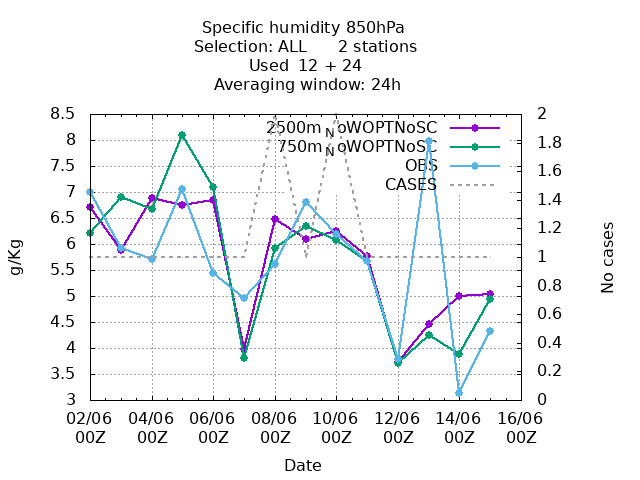 Specific humidity 850hPa
Selection: ALL 2 stations
Used 12 + 24
Averaging window: 24h
8.5
8
7.5
7
6.5
6
5.5
5
4.5
4
3.5
3
g/Kg
2500m_NoWOPTNoSC
750m_NoWOPTNoSC
OBS
CASES
2
1.8
1.6
1.4
1.2
1
0.8
0.6
0.4
0.2
0
No cases
02/06 04/06 06/06 08/06 10/06 12/06 14/06 16/06
00Z 00Z 00Z 00Z 00Z 00Z 00Z 00Z
Date